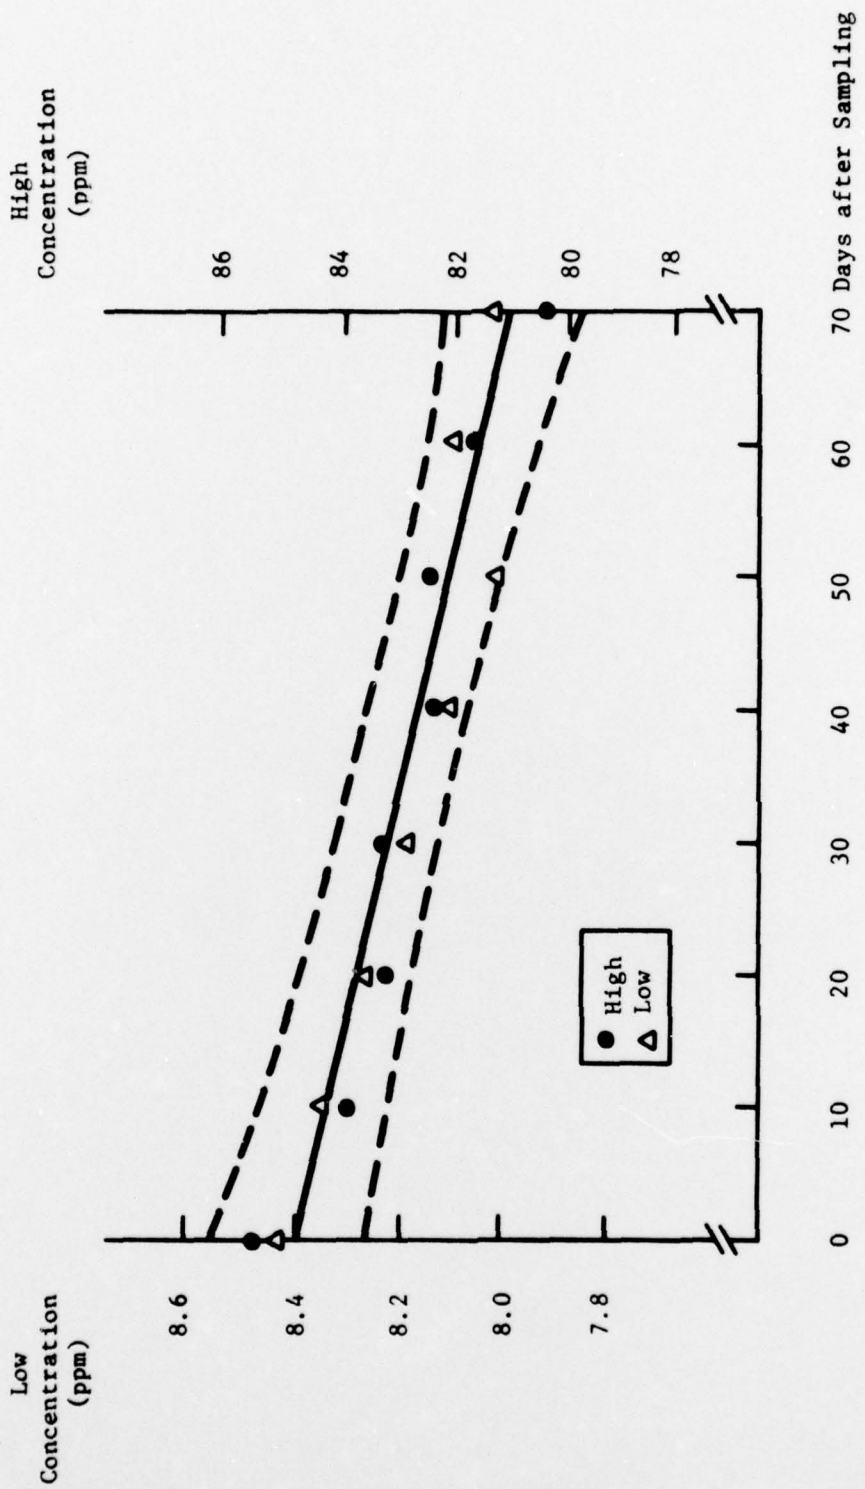 Low
Concentration
(ppm)
High
Concentration
(ppm)
8.6
8.4
8.2
8.0
7.8
86
84
82
80
78
High
Low
0 10 20 30 40 50 60 70 Days after Sampling